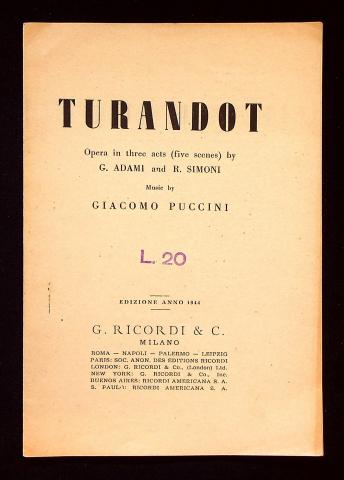 TURANDOT
Opera in three acts (five scenes) by
G. ADAMI and R. SIMONI
Music by
GIACOMO PUCCINI
L. 20
EDIZIONE ANNO 1944
G. RICORDI & C.
MILANO
ROMA — NAPOLI — PALERMO — LEIPZIG
PARIS: SOC. ANON. DES ÉDITIONS RICORDI
LONDON: G. RICORDI & Co., (London) Ltd.
NEW YORK: G. RICORDI & Co., Inc.
BUENOS AIRES: RICORDI AMERICANA S. A.
S. PAULO: RICORDI AMERICANA S. A.